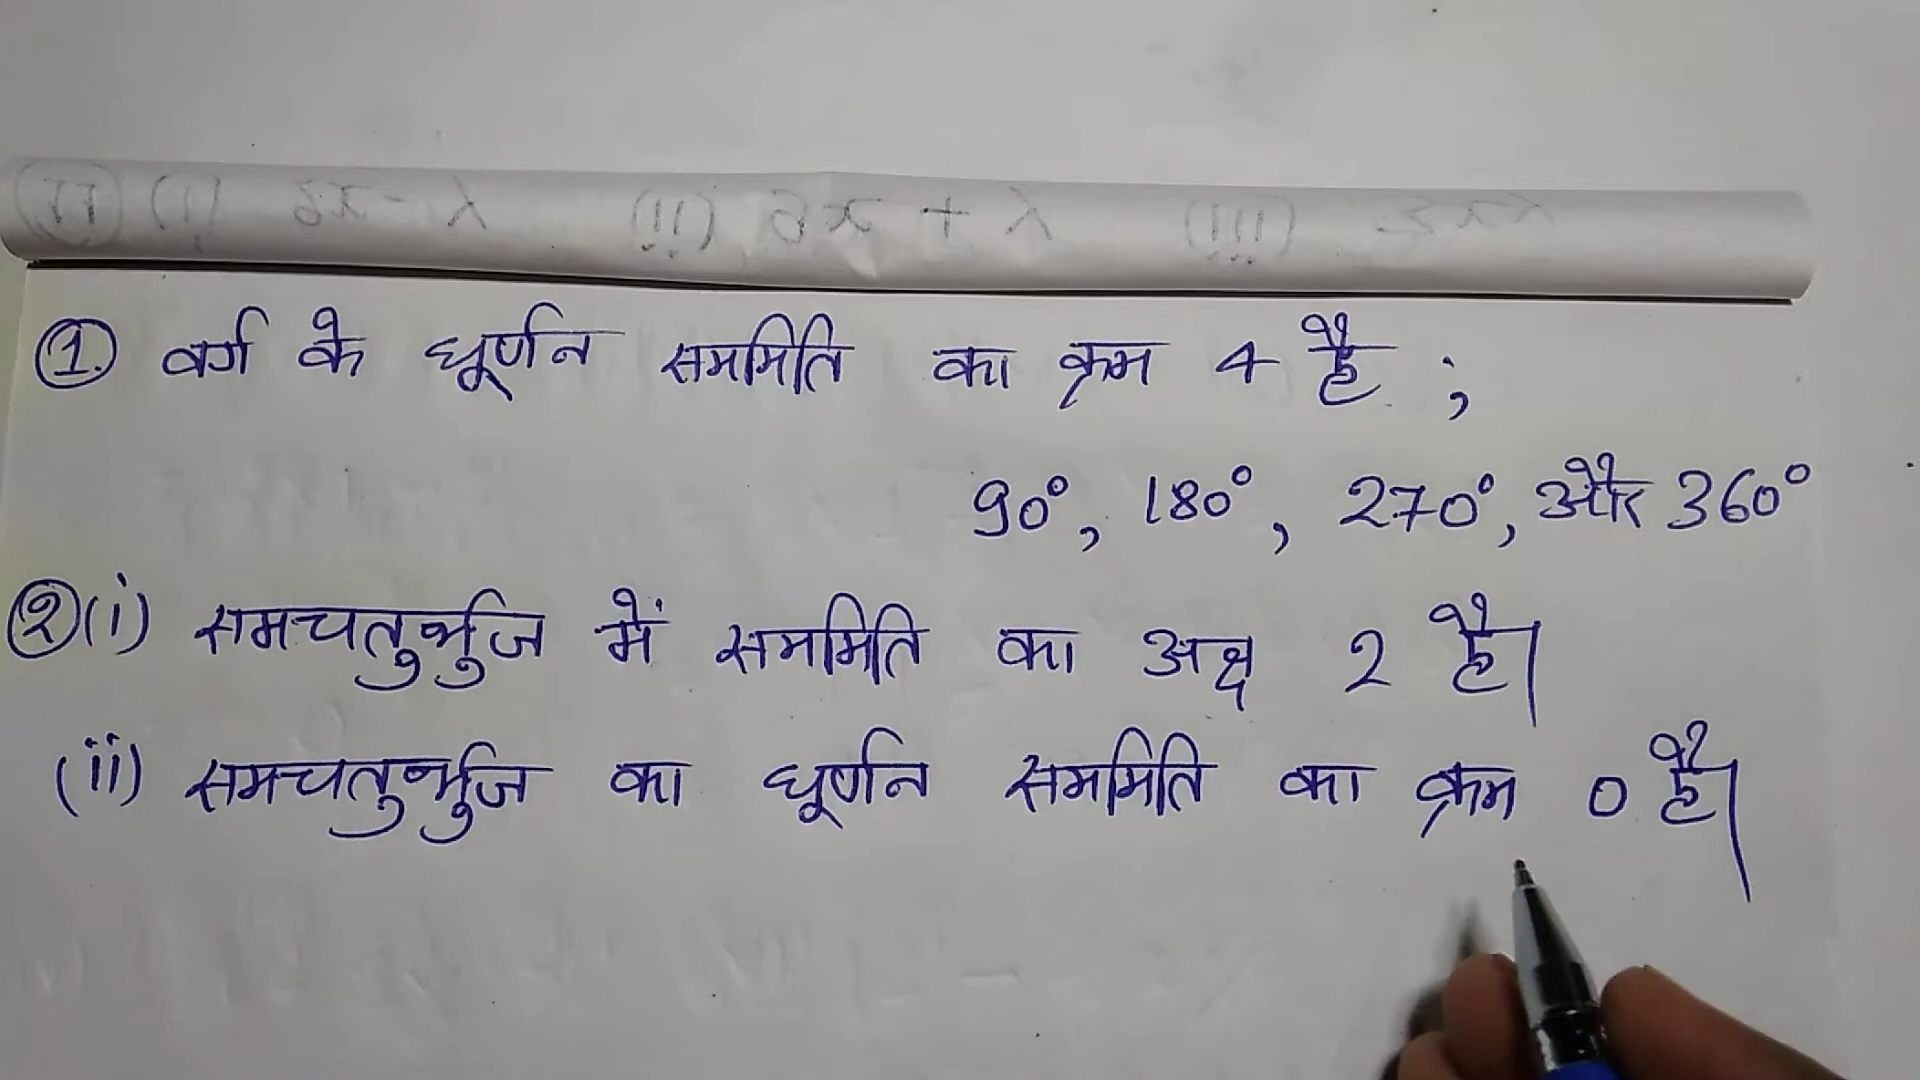 ① वर्ग के घूर्णन सममिति का क्रम 4 है ;
90°, 180°, 270°, और 360°
② (i) समचतुर्भुज में सममिति का अक्ष 2 है।
(ii) समचतुर्भुज का घूर्णन सममिति का क्रम 0 है।